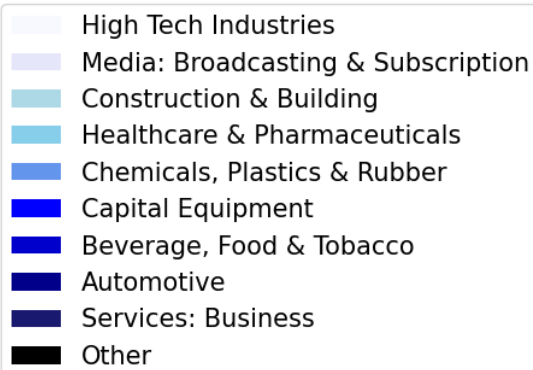 High Tech Industries
Media: Broadcasting & Subscription
Construction & Building
Healthcare & Pharmaceuticals
Chemicals, Plastics & Rubber
Capital Equipment
Beverage, Food & Tobacco
Automotive
Services: Business
Other